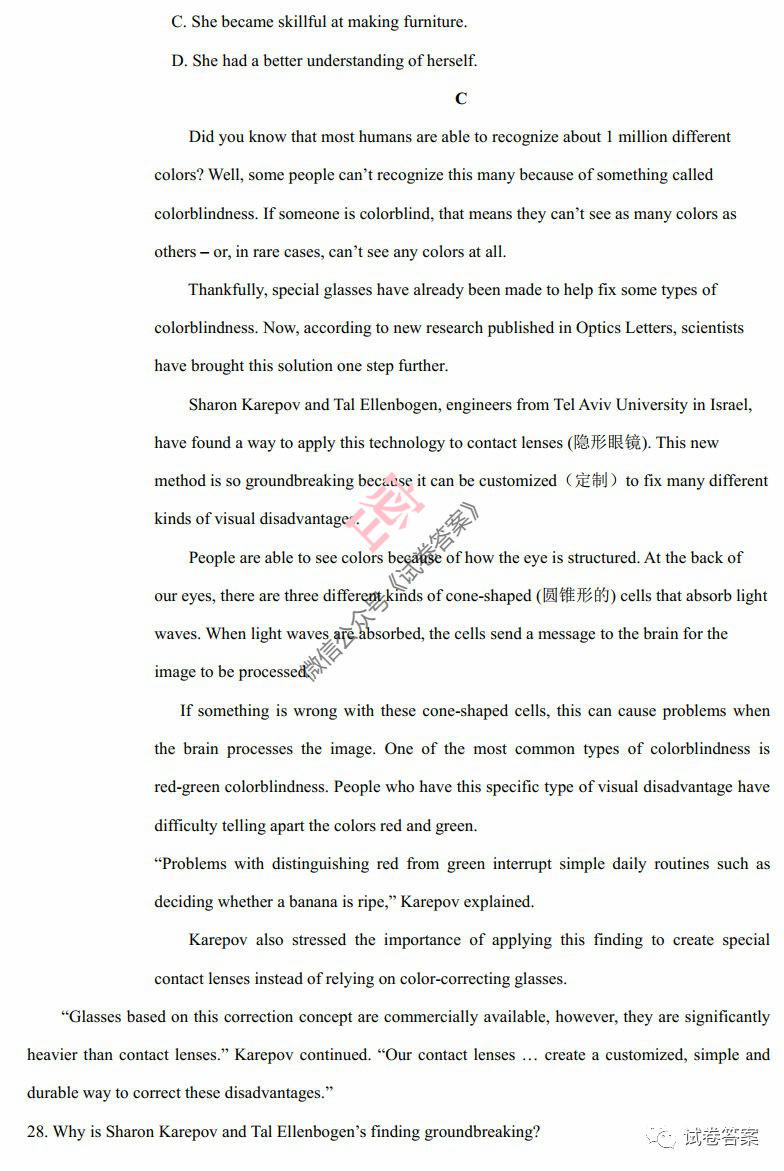 C. She became skillful at making furniture.
D. She had a better understanding of herself.
C
Did you know that most humans are able to recognize about 1 million different
colors? Well, some people can’t recognize this many because of something called
colorblindness. If someone is colorblind, that means they can’t see as many colors as
others – or, in rare cases, can’t see any colors at all.
Thankfully, special glasses have already been made to help fix some types of
colorblindness. Now, according to new research published in Optics Letters, scientists
have brought this solution one step further.
Sharon Karepov and Tal Ellenbogen, engineers from Tel Aviv University in Israel,
have found a way to apply this technology to contact lenses (隐形眼镜). This new
method is so groundbreaking because it can be customized（定制）to fix many different
kinds of visual disadvantages.
People are able to see colors because of how the eye is structured. At the back of
our eyes, there are three different kinds of cone-shaped (圆锥形的) cells that absorb light
waves. When light waves are absorbed, the cells send a message to the brain for the
image to be processed.
If something is wrong with these cone-shaped cells, this can cause problems when
the brain processes the image. One of the most common types of colorblindness is
red-green colorblindness. People who have this specific type of visual disadvantage have
difficulty telling apart the colors red and green.
“Problems with distinguishing red from green interrupt simple daily routines such as
deciding whether a banana is ripe,” Karepov explained.
Karepov also stressed the importance of applying this finding to create special
contact lenses instead of relying on color-correcting glasses.
“Glasses based on this correction concept are commercially available, however, they are significantly
heavier than contact lenses.” Karepov continued. “Our contact lenses … create a customized, simple and
durable way to correct these disadvantages.”
28. Why is Sharon Karepov and Tal Ellenbogen’s finding groundbreaking?
密
微信公众号《试卷答案》
试卷答案